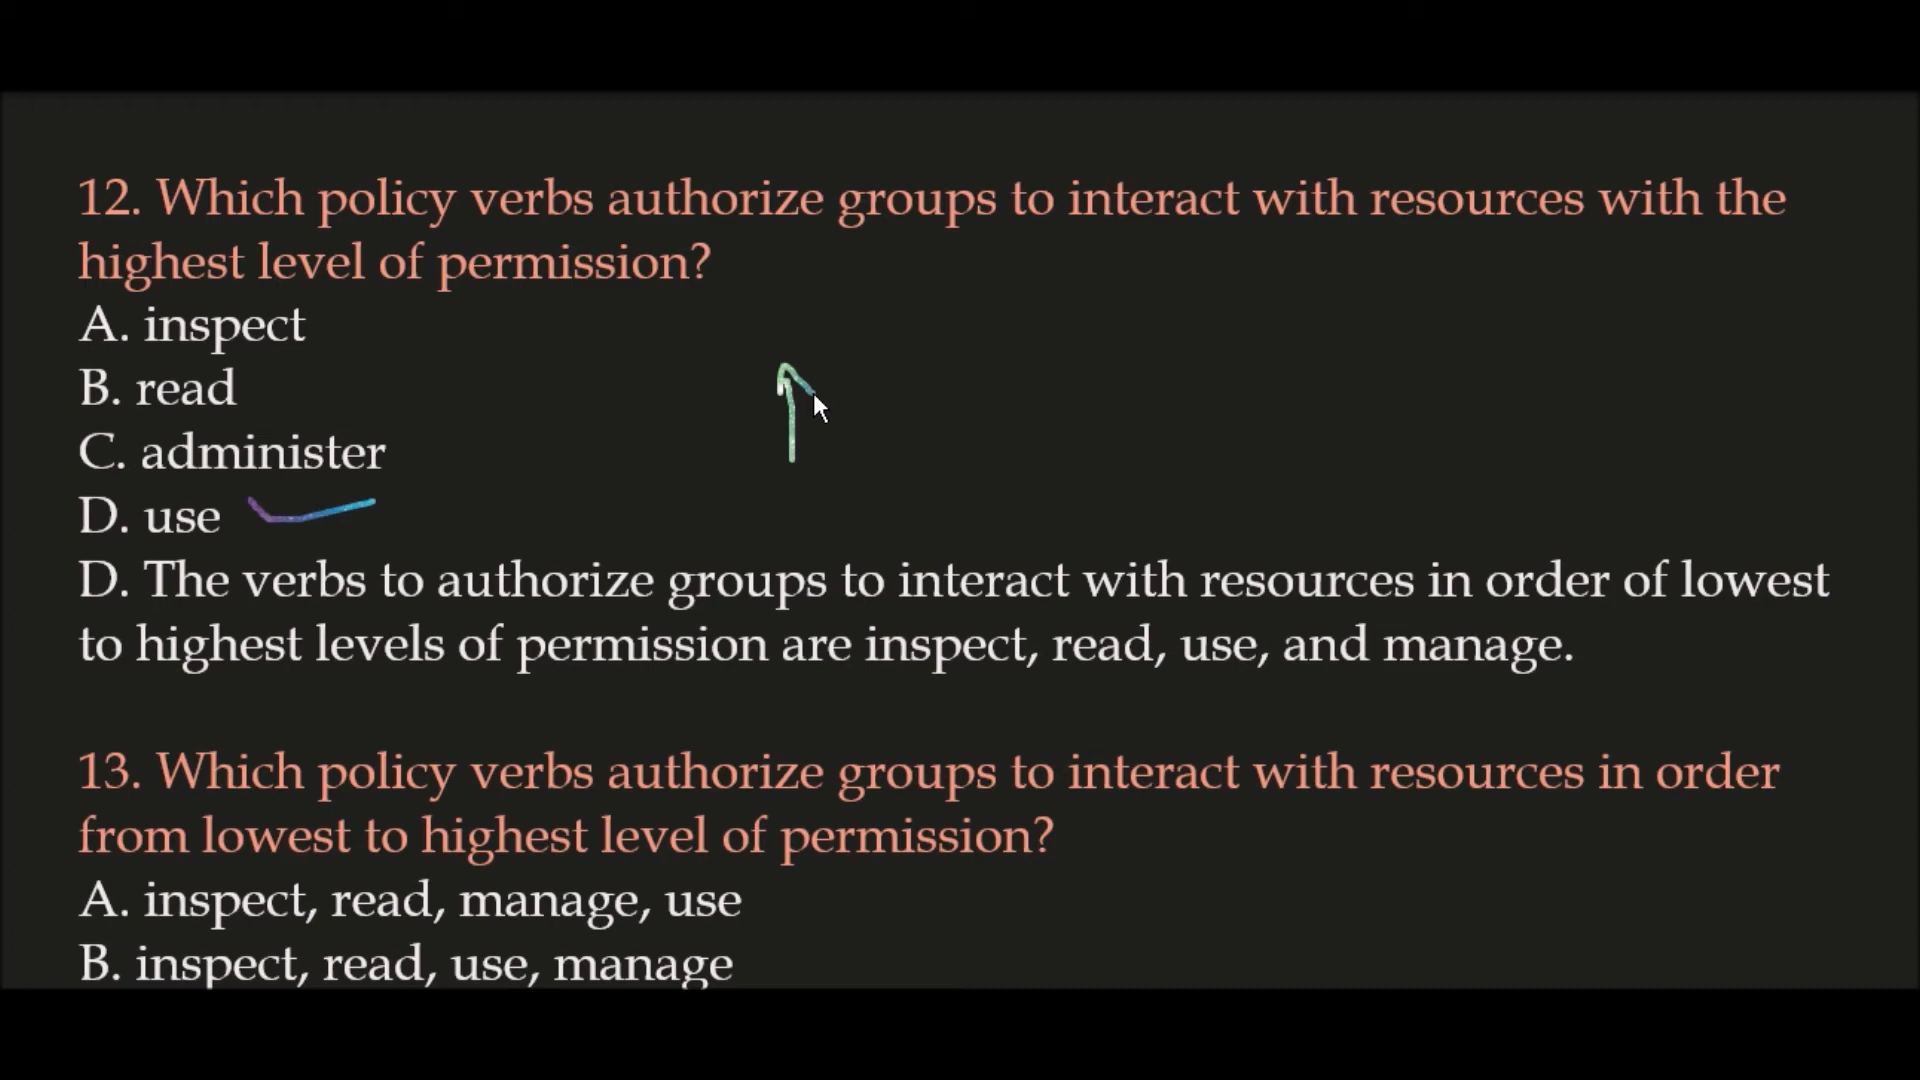 12. Which policy verbs authorize groups to interact with resources with the
highest level of permission?
A. inspect
B. read
C. administer
D. use
D. The verbs to authorize groups to interact with resources in order of lowest
to highest levels of permission are inspect, read, use, and manage.
13. Which policy verbs authorize groups to interact with resources in order
from lowest to highest level of permission?
A. inspect, read, manage, use
B. inspect, read, use, manage